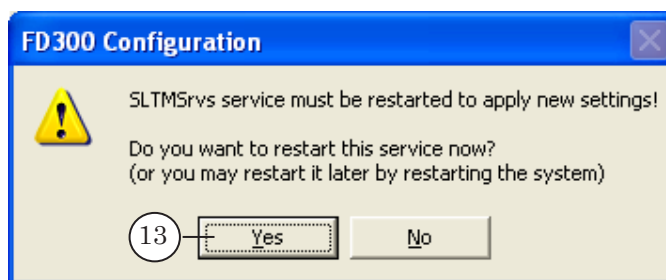 FD300 Configuration
SLTMSrvs service must be restarted to apply new settings!
Do you want to restart this service now?
(or you may restart it later by restarting the system)
13 Yes No